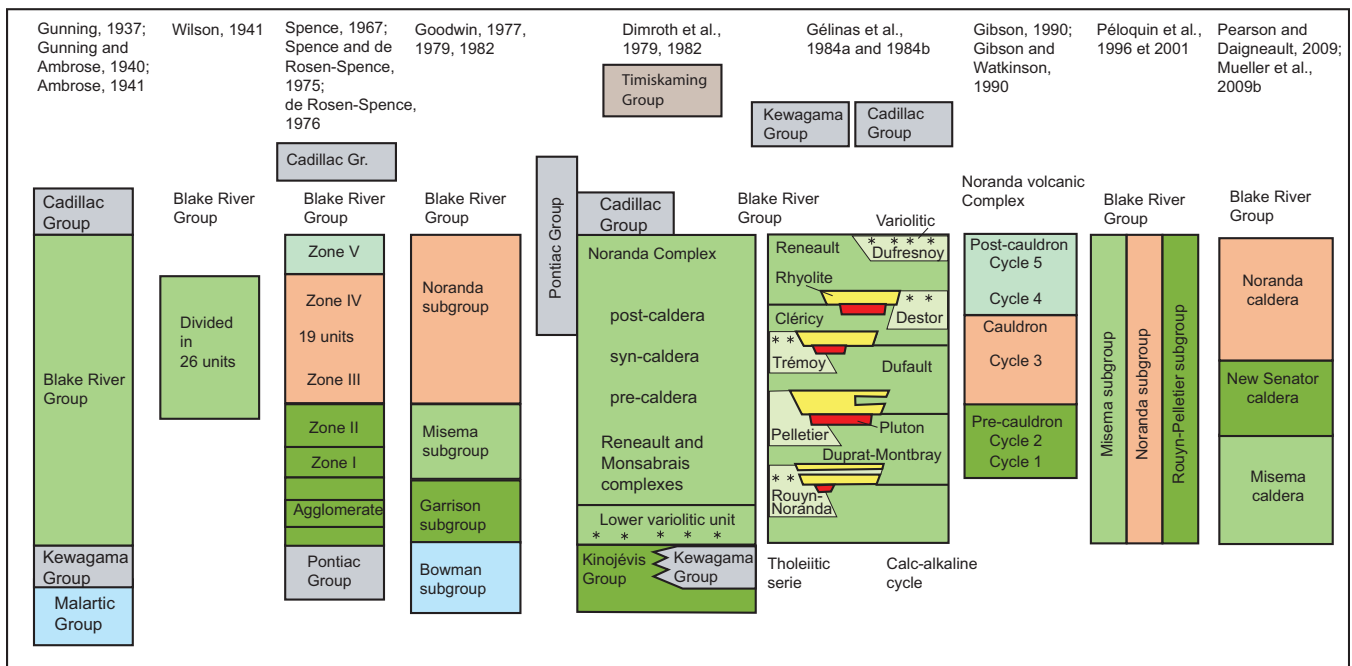 Gunning, 1937;
Gunning and
Ambrose, 1940;
Ambrose, 1941
Cadillac
Group
Blake River
Group
Kewagama
Group
Malartic
Group
Wilson, 1941
Blake River
Group
Divided
in
26 units
Spence, 1967;
Spence and de
Rosen-Spence,
1975;
de Rosen-Spence,
1976
Cadillac Gr.
Blake River
Group
Zone V
Zone IV
19 units
Zone III
Zone II
Zone I
Agglomerate
Pontiac
Group
Goodwin, 1977,
1979, 1982
Blake River
Group
Noranda
subgroup
Misema
subgroup
Garrison
subgroup
Bowman
subgroup
Dimroth et al.,
1979, 1982
Timiskaming
Group
Pontiac Group
Cadillac
Group
Noranda Complex
post-caldera
syn-caldera
pre-caldera
Reneault and
Monsabrais
complexes
Lower variolitic unit
* * * * *
Kinojévis
Group
Kewagama
Group
Gélinas et al.,
1984a and 1984b
Kewagama
Group
Cadillac
Group
Blake River
Group
Variolitic
Reneault
* * * *
Dufresnoy
Rhyolite
* *
Cléricy
Destor
* *
Trémoy
Dufault
Pelletier
Pluton
Duprat-Montbray
* *
Rouyn-
Noranda
Tholeiitic
serie
Calc-alkaline
cycle
Gibson, 1990;
Gibson and
Watkinson,
1990
Noranda volcanic
Complex
Post-cauldron
Cycle 5
Cycle 4
Cauldron
Cycle 3
Pre-cauldron
Cycle 2
Cycle 1
Péloquin et al.,
1996 et 2001
Blake River
Group
Misema subgroup
Noranda subgroup
Rouyn-Pelletier subgroup
Pearson and
Daigneault, 2009;
Mueller et al.,
2009b
Blake River
Group
Noranda
caldera
New Senator
caldera
Misema
caldera